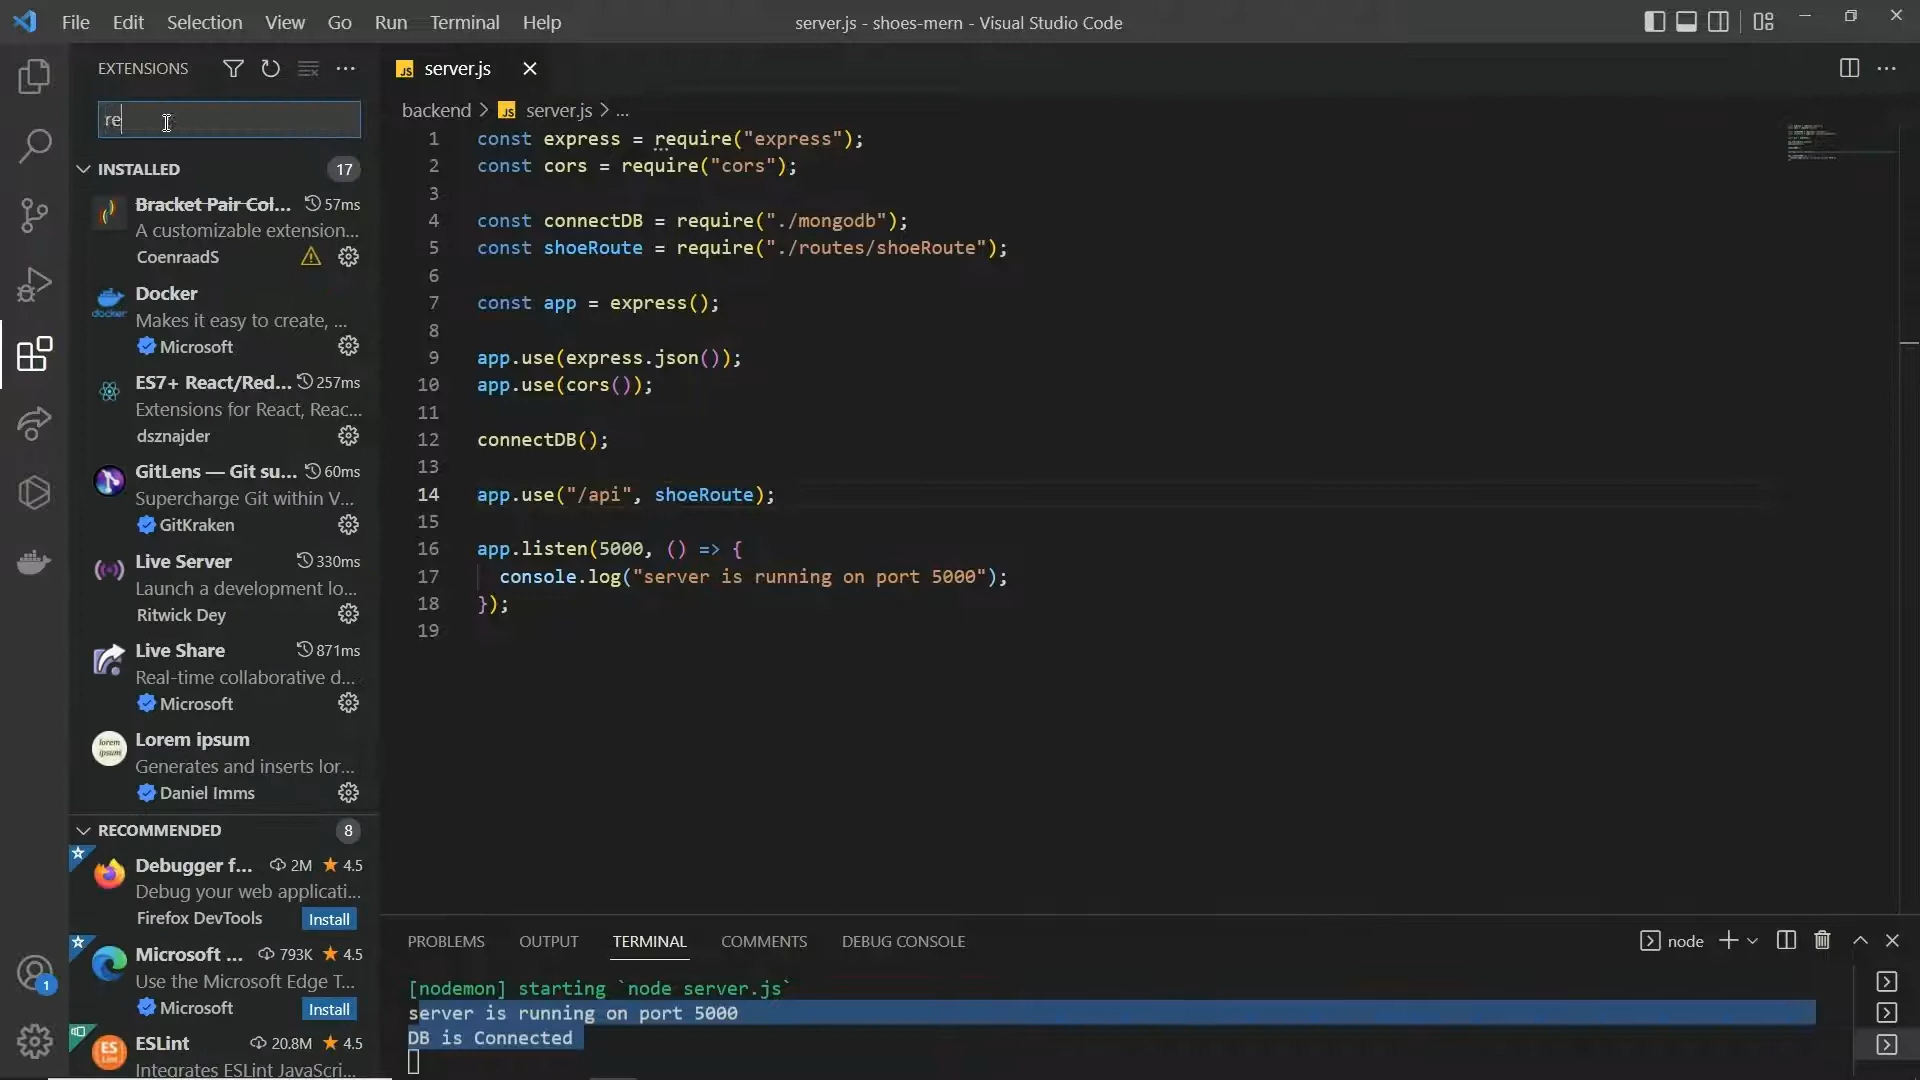 File Edit Selection View Go Run Terminal Help
server.js - shoes-mern - Visual Studio Code
EXTENSIONS
re
INSTALLED 17
Bracket Pair Col... 57ms
A customizable extension...
CoenraadS
Docker
Makes it easy to create, ...
Microsoft
ES7+ React/Red... 257ms
Extensions for React, Reac...
dsznajder
GitLens — Git su... 60ms
Supercharge Git within V...
GitKraken
Live Server 330ms
Launch a development lo...
Ritwick Dey
Live Share 871ms
Real-time collaborative d...
Microsoft
Lorem ipsum
Generates and inserts lor...
Daniel Imms
RECOMMENDED 8
Debugger f... 2M 4.5
Debug your web applicati...
Firefox DevTools Install
Microsoft ... 793K 4.5
Use the Microsoft Edge T...
Microsoft Install
ESLint 20.8M 4.5
Integrates ESLint JavaScri...
1
JS server.js
backend > JS server.js > ...
1 const express = require("express");
2 const cors = require("cors");
3
4 const connectDB = require("./mongodb");
5 const shoeRoute = require("./routes/shoeRoute");
6
7 const app = express();
8
9 app.use(express.json());
10 app.use(cors());
11
12 connectDB();
13
14 app.use("/api", shoeRoute);
15
16 app.listen(5000, () => {
17 console.log("server is running on port 5000");
18 });
19
PROBLEMS OUTPUT TERMINAL COMMENTS DEBUG CONSOLE
node
[nodemon] starting `node server.js`
server is running on port 5000
DB is Connected